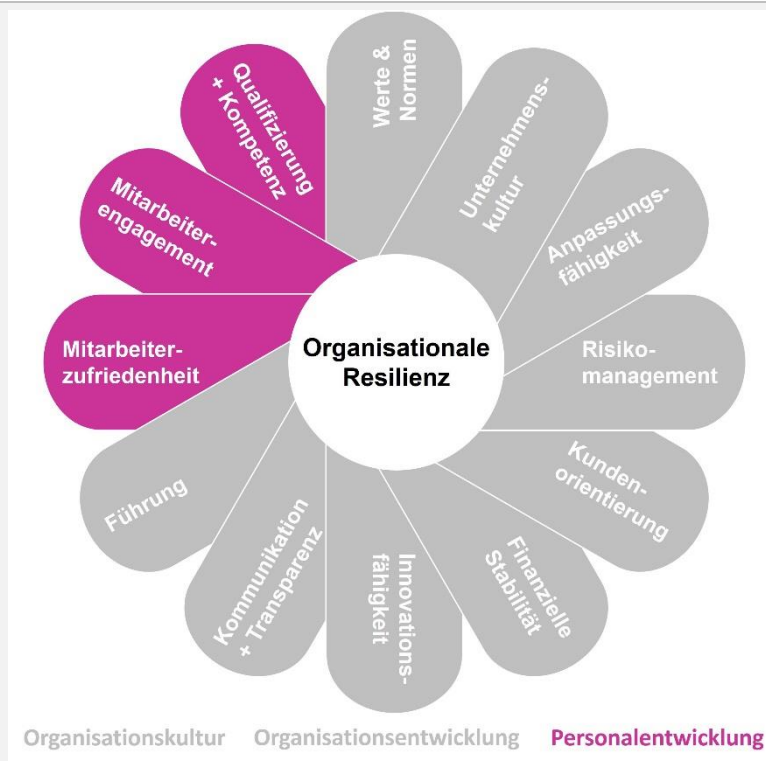 Werte &
Normen
Unternehmens-
kultur
Anpassungs-
fähigkeit
Risiko-
management
Kunden-
orientierung
Finanzielle
Stabilität
Innovations-
fähigkeit
Kommunikation
+ Transparenz
Führung
Mitarbeiter-
zufriedenheit
Mitarbeiter-
engagement
Qualifizierung
+ Kompetenz
Organisationale
Resilienz
Organisationskultur
Organisationsentwicklung
Personalentwicklung